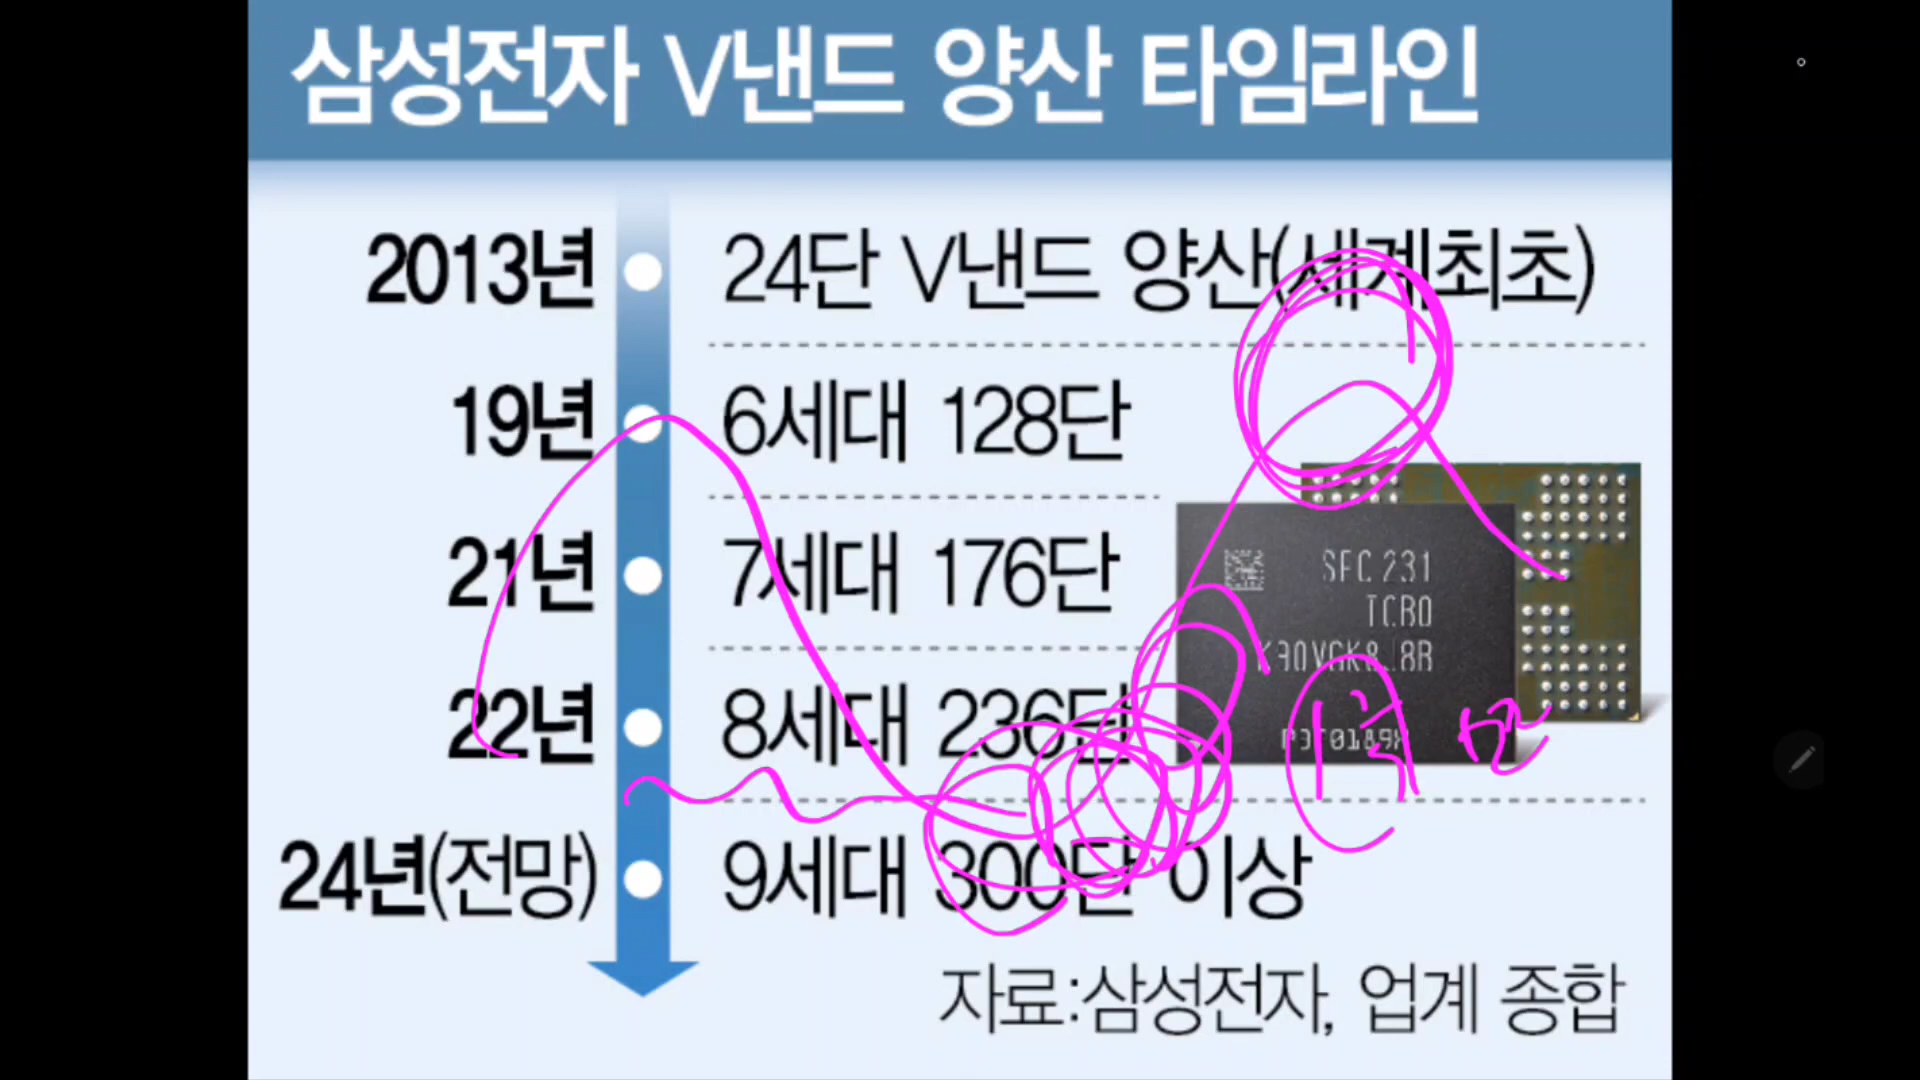 삼성전자 V낸드 양산 타임라인
2013년 24단 V낸드 양산(세계최초)
19년 6세대 128단
21년 7세대 176단
22년 8세대 236단
24년(전망) 9세대 300단 이상
SEC 231
자료:삼성전자, 업계 종합